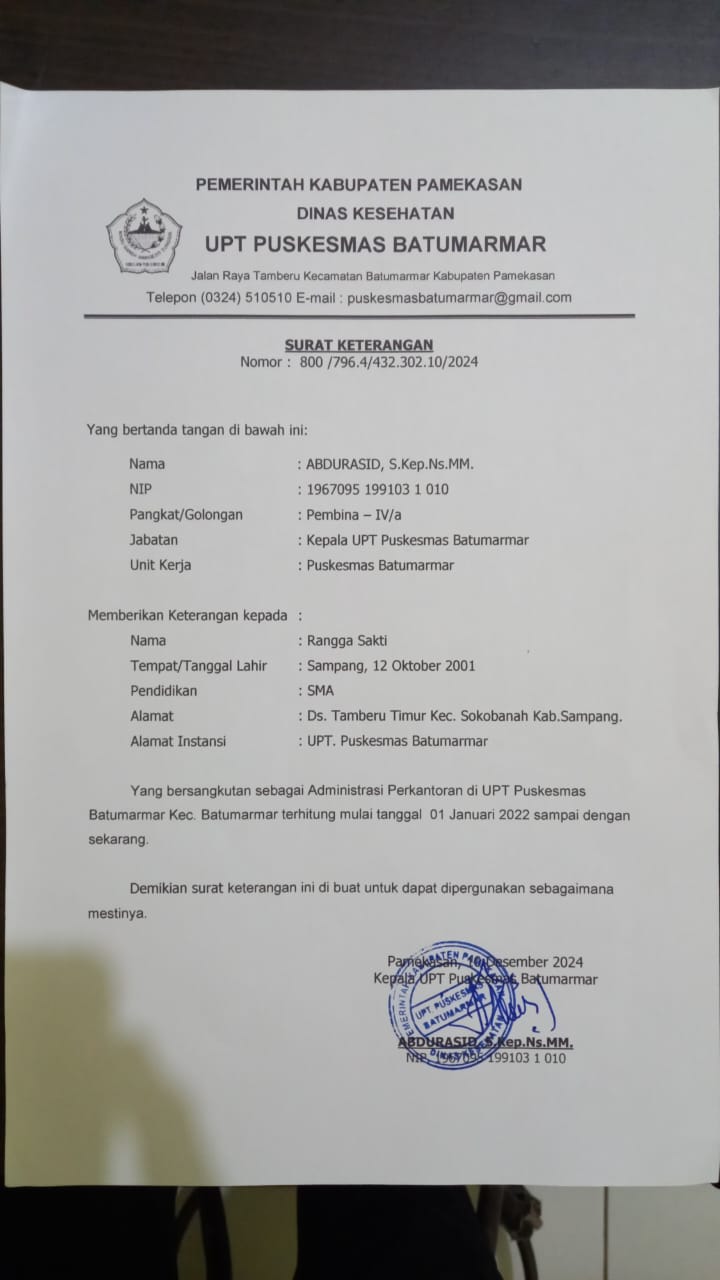 PEMERINTAH KABUPATEN PAMEKASAN
DINAS KESEHATAN
UPT PUSKESMAS BATUMARMAR
Jalan Raya Tamberu Kecamatan Batumarmar Kabupaten Pamekasan
Telepon (0324) 510510 E-mail : puskesmasbatumarmar@gmail.com
SURAT KETERANGAN
Nomor : 800 /796.4/432.302.10/2024
Yang bertanda tangan di bawah ini:
Nama : ABDURASID, S.Kep.Ns.MM.
NIP : 1967095 199103 1 010
Pangkat/Golongan : Pembina – IV/a
Jabatan : Kepala UPT Puskesmas Batumarmar
Unit Kerja : Puskesmas Batumarmar
Memberikan Keterangan kepada :
Nama : Rangga Sakti
Tempat/Tanggal Lahir : Sampang, 12 Oktober 2001
Pendidikan : SMA
Alamat : Ds. Tamberu Timur Kec. Sokobanah Kab.Sampang.
Alamat Instansi : UPT. Puskesmas Batumarmar
Yang bersangkutan sebagai Administrasi Perkantoran di UPT Puskesmas
Batumarmar Kec. Batumarmar terhitung mulai tanggal 01 Januari 2022 sampai dengan
sekarang.
Demikian surat keterangan ini di buat untuk dapat dipergunakan sebagaimana
mestinya.
Pamekasan, 10 Desember 2024
Kepala UPT Puskesmas Batumarmar
UPT. PUSKESMAS
BATUMARMAR
DINAS KESEHATAN
ABDURASID, S.Kep.Ns.MM.
NIP. 1967095 199103 1 010